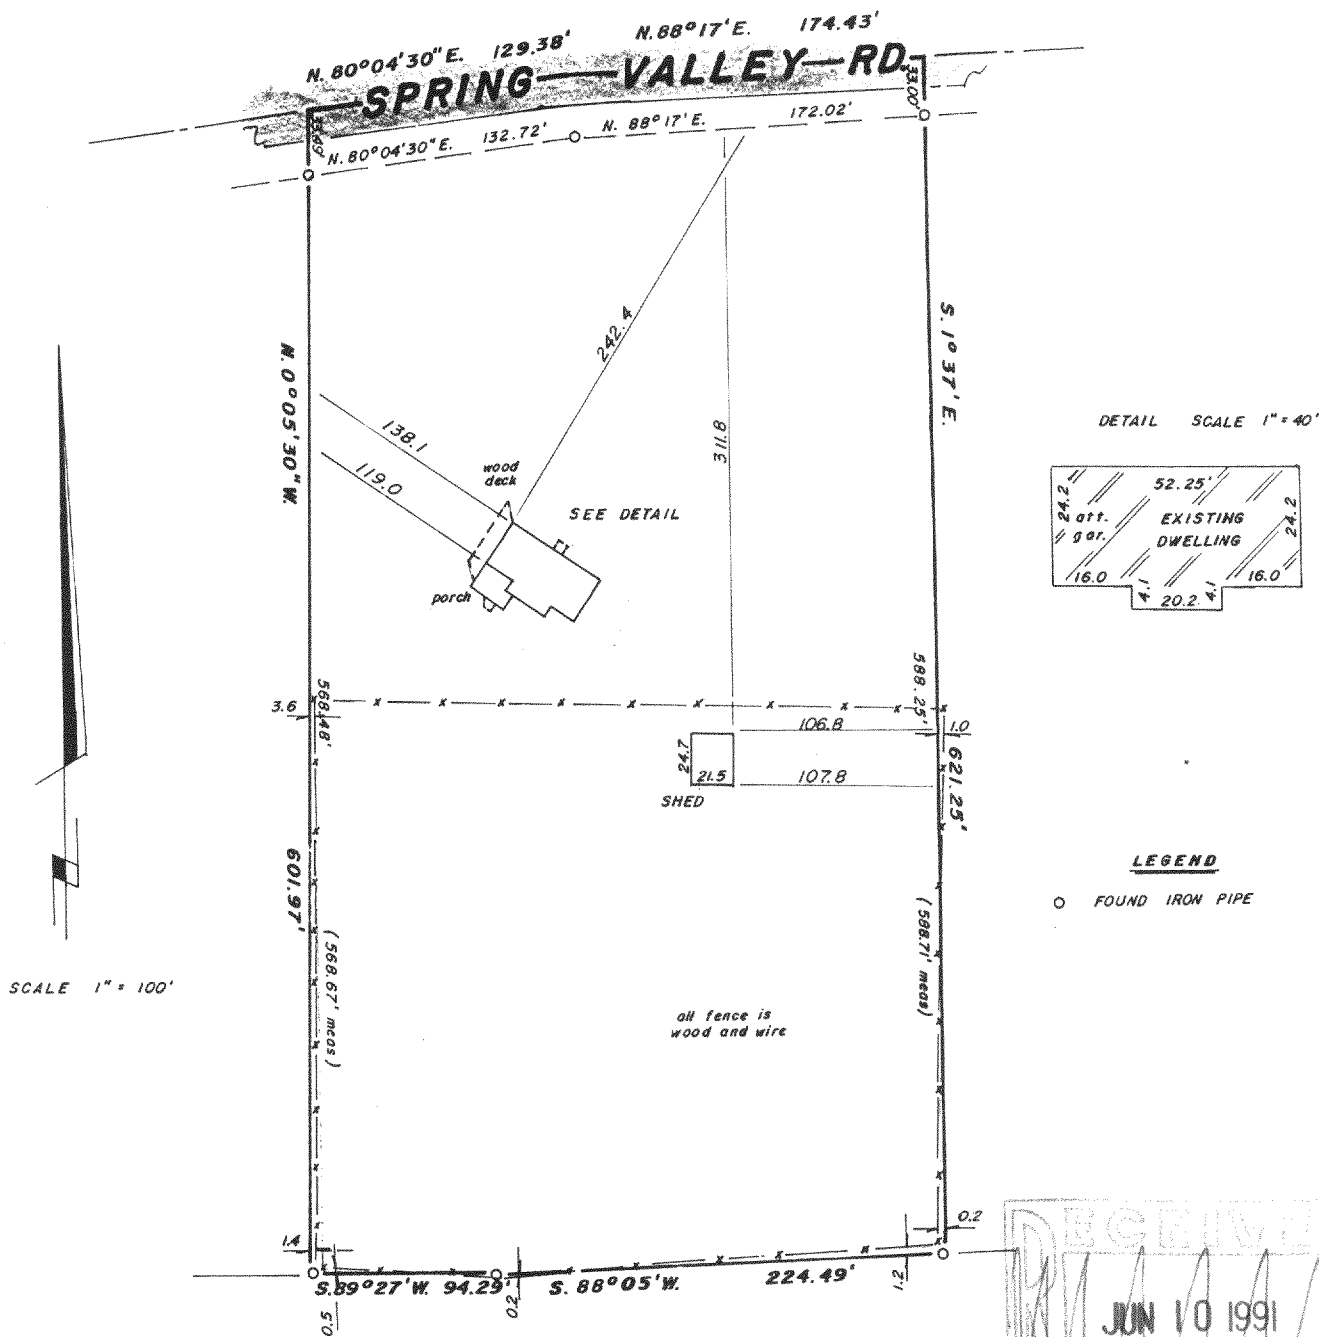 N. 80°04'30" E. 129.38'
N. 88°17' E. 174.43'
SPRING VALLEY RD.
33.49'
33.00'
N. 80°04'30" E. 132.72'
N. 88°17' E. 172.02'
242.4
311.8
N. 0°05'30" W.
S. 1°37' E.
138.1
119.0
wood
deck
SEE DETAIL
porch
DETAIL SCALE 1" = 40'
52.25'
24.2
att.
gar.
EXISTING
DWELLING
24.2
16.0
4.1
20.2
4.1
16.0
3.6
568.48'
588.25'
1.0
106.8
24.7
21.5
107.8
SHED
621.25'
601.97'
(568.67' meas)
(588.71' meas)
LEGEND
FOUND IRON PIPE
SCALE 1" = 100'
all fence is
wood and wire
1.4
0.2
S. 89°27' W. 94.29'
S. 88°05' W. 224.49'
0.5
0.2
1.2
RECEIVE
JUN 10 1991